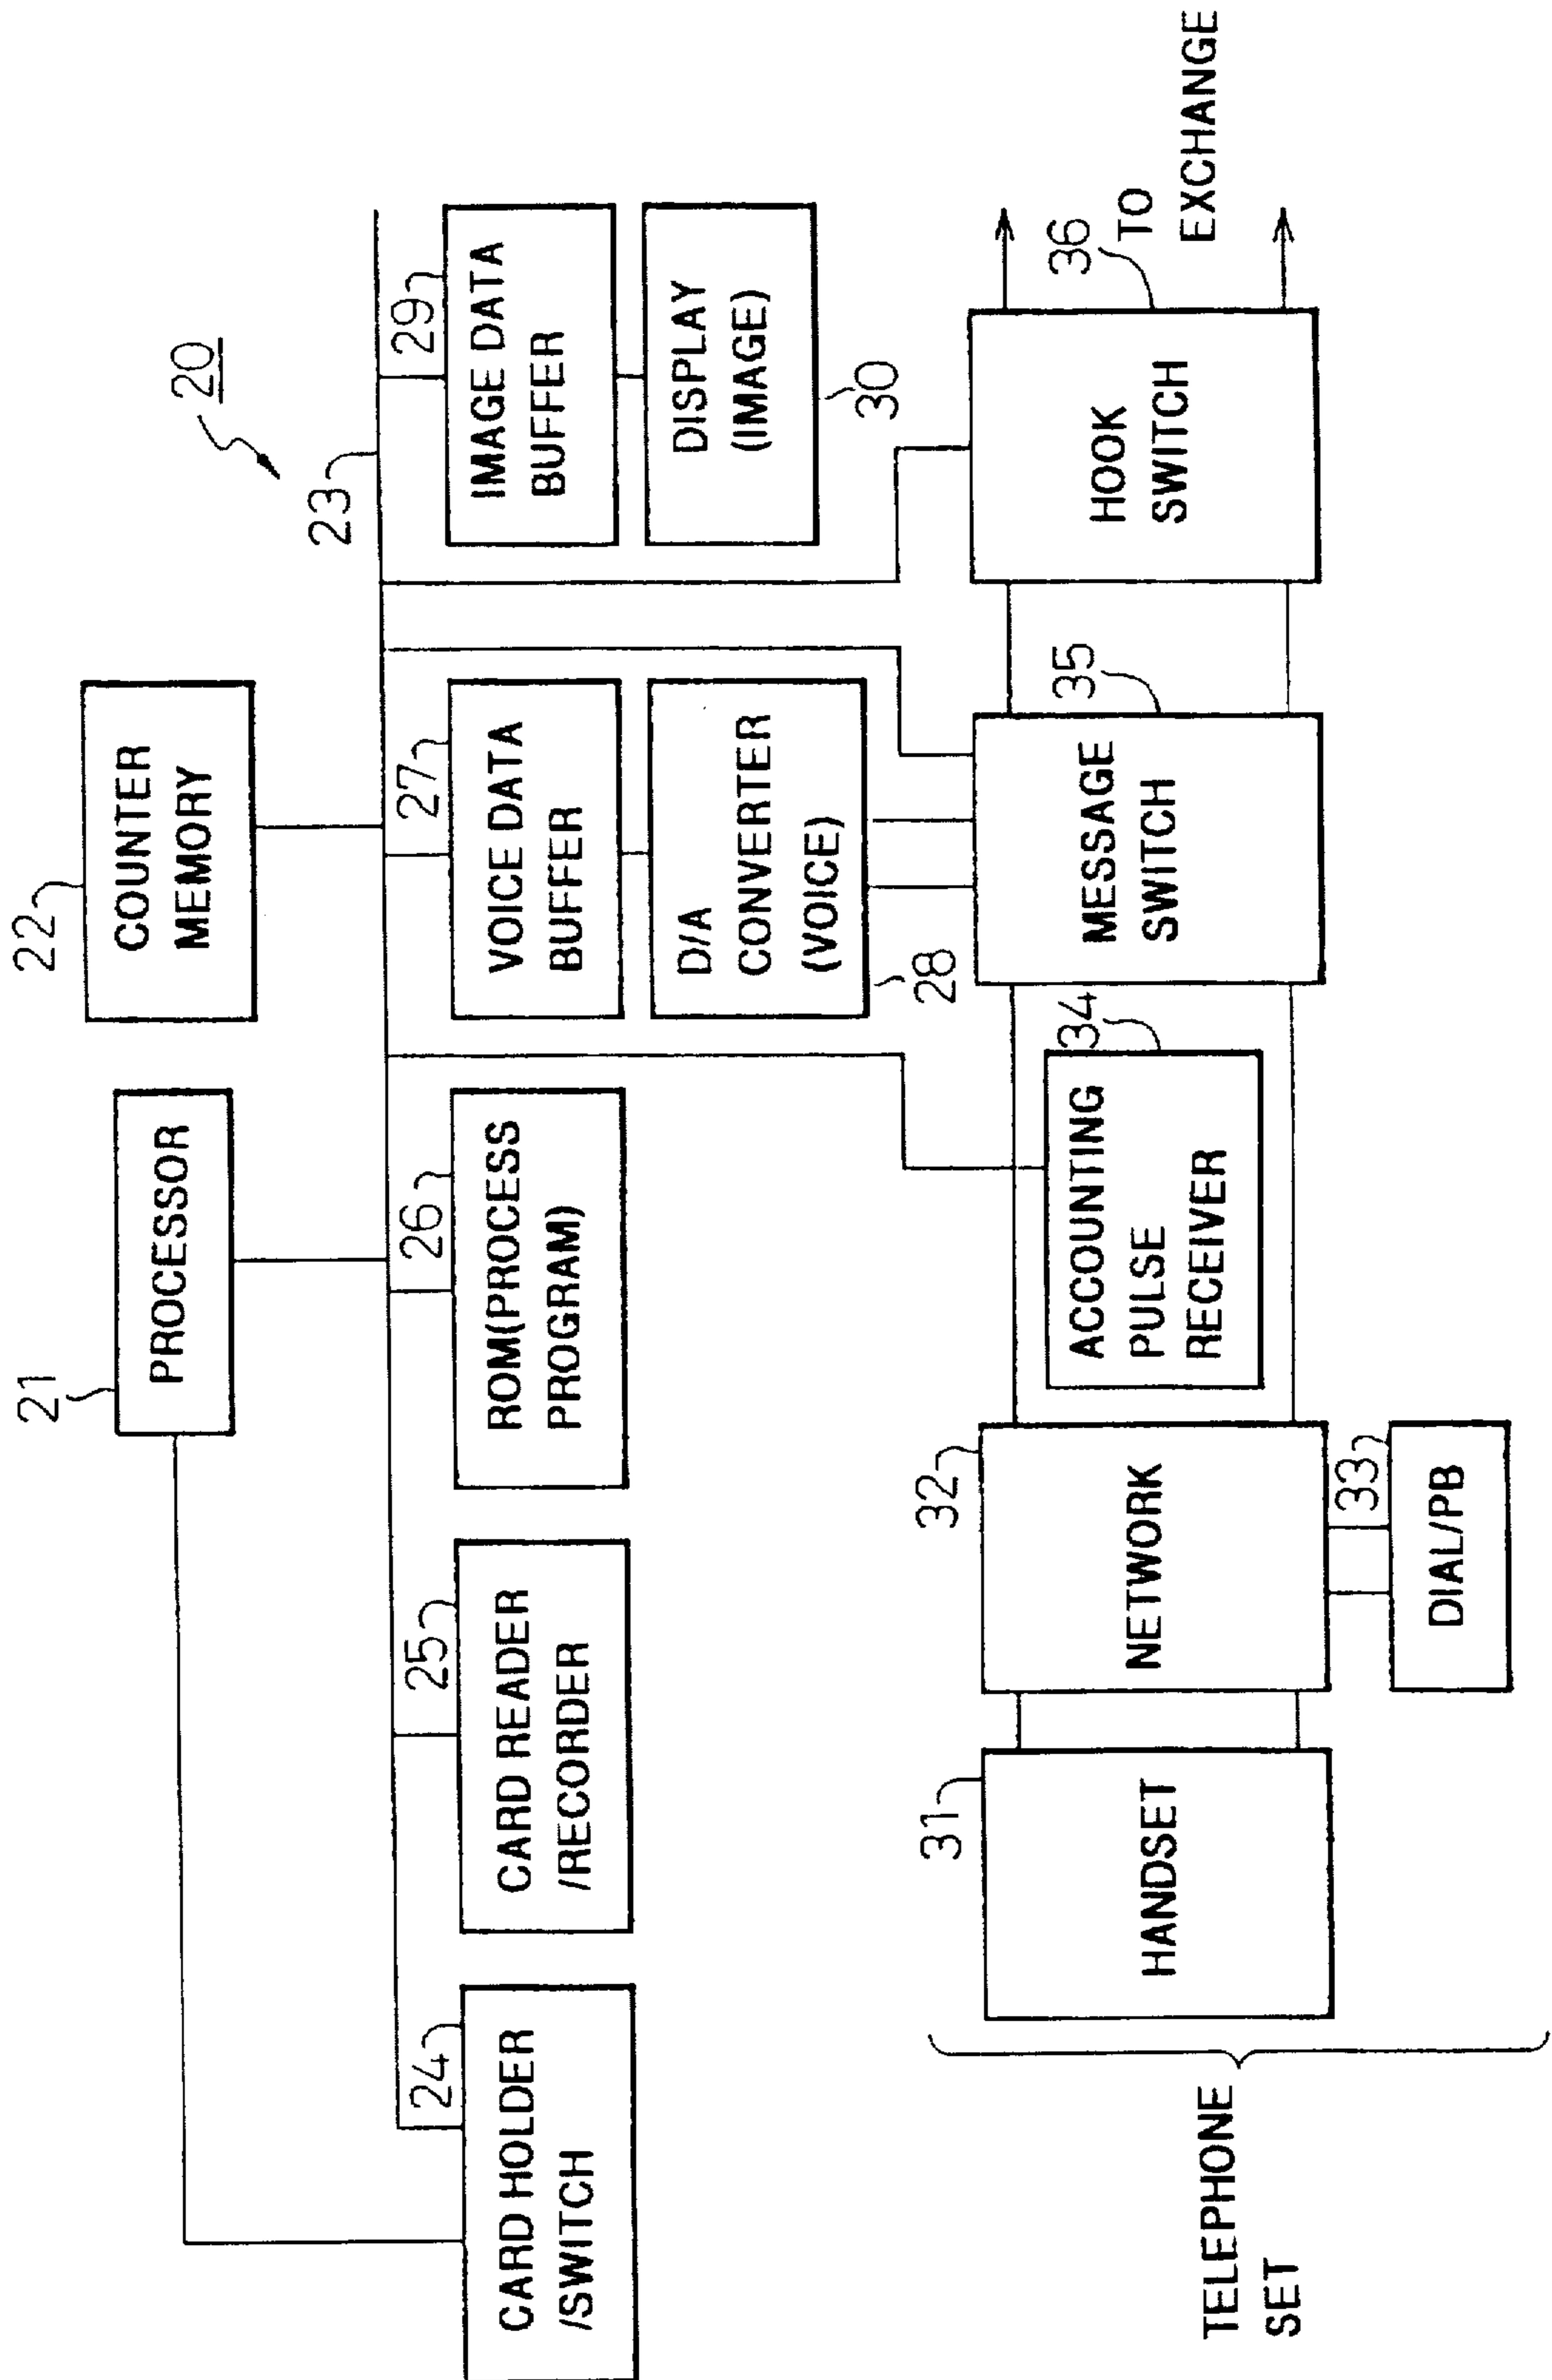 20
21
PROCESSOR
22
COUNTER
MEMORY
23
24
CARD HOLDER
/SWITCH
25
CARD READER
/RECORDER
26
ROM(PROCESS
PROGRAM)
27
VOICE DATA
BUFFER
29
IMAGE DATA
BUFFER
D/A
CONVERTER
(VOICE)
28
DISPLAY
(IMAGE)
30
TELEPHONE
SET
31
HANDSET
32
NETWORK
33
DIAL/PB
34
ACCOUNTING
PULSE
RECEIVER
35
MESSAGE
SWITCH
36
HOOK
SWITCH
TO
EXCHANGE